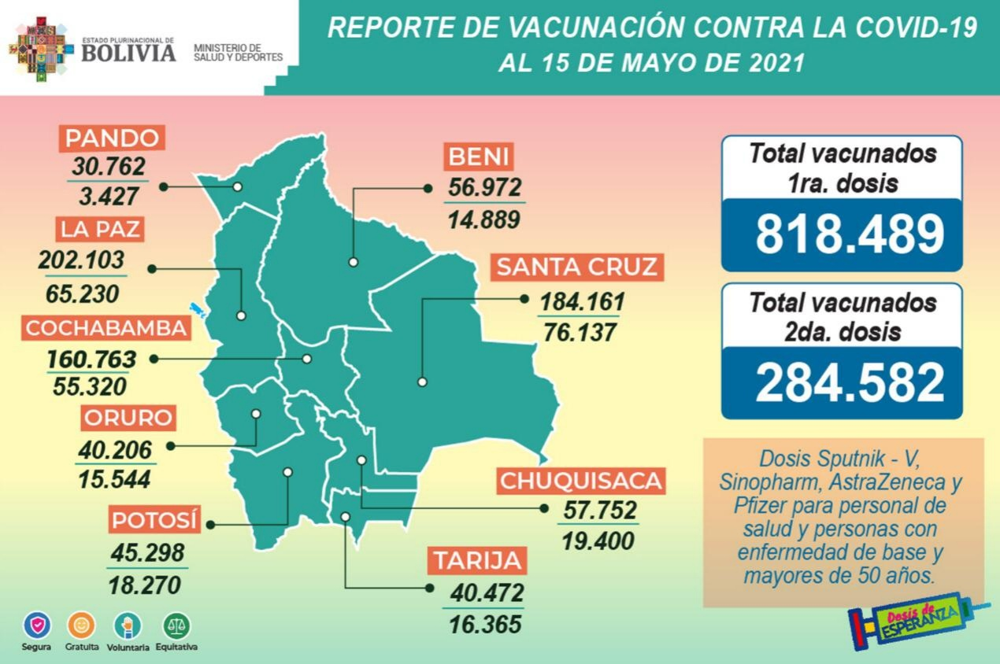 ESTADO PLURINACIONAL DE
BOLIVIA
MINISTERIO DE
SALUD Y DEPORTES
REPORTE DE VACUNACIÓN CONTRA LA COVID-19
AL 15 DE MAYO DE 2021
PANDO
30.762
3.427
LA PAZ
202.103
65.230
COCHABAMBA
160.763
55.320
ORURO
40.206
15.544
POTOSÍ
45.298
18.270
BENI
56.972
14.889
SANTA CRUZ
184.161
76.137
CHUQUISACA
57.752
19.400
TARIJA
40.472
16.365
Total vacunados
1ra. dosis
818.489
Total vacunados
2da. dosis
284.582
Dosis Sputnik - V,
Sinopharm, AstraZeneca y
Pfizer para personal de
salud y personas con
enfermedad de base y
mayores de 50 años.
Dosis de
ESPERANZA
Segura
Gratuita
Voluntaria
Equitativa